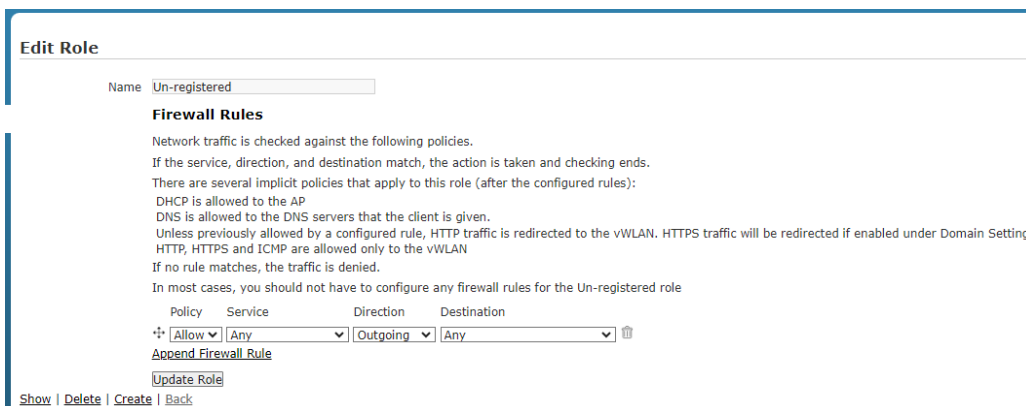 Edit Role
Name Un-registered
Firewall Rules
Network traffic is checked against the following policies.
If the service, direction, and destination match, the action is taken and checking ends.
There are several implicit policies that apply to this role (after the configured rules):
DHCP is allowed to the AP
DNS is allowed to the DNS servers that the client is given.
Unless previously allowed by a configured rule, HTTP traffic is redirected to the vWLAN. HTTPS traffic will be redirected if enabled under Domain Setting
HTTP, HTTPS and ICMP are allowed only to the vWLAN
If no rule matches, the traffic is denied.
In most cases, you should not have to configure any firewall rules for the Un-registered role
Policy Service Direction Destination
Allow Any Outgoing Any
Append Firewall Rule
Update Role
Show | Delete | Create | Back